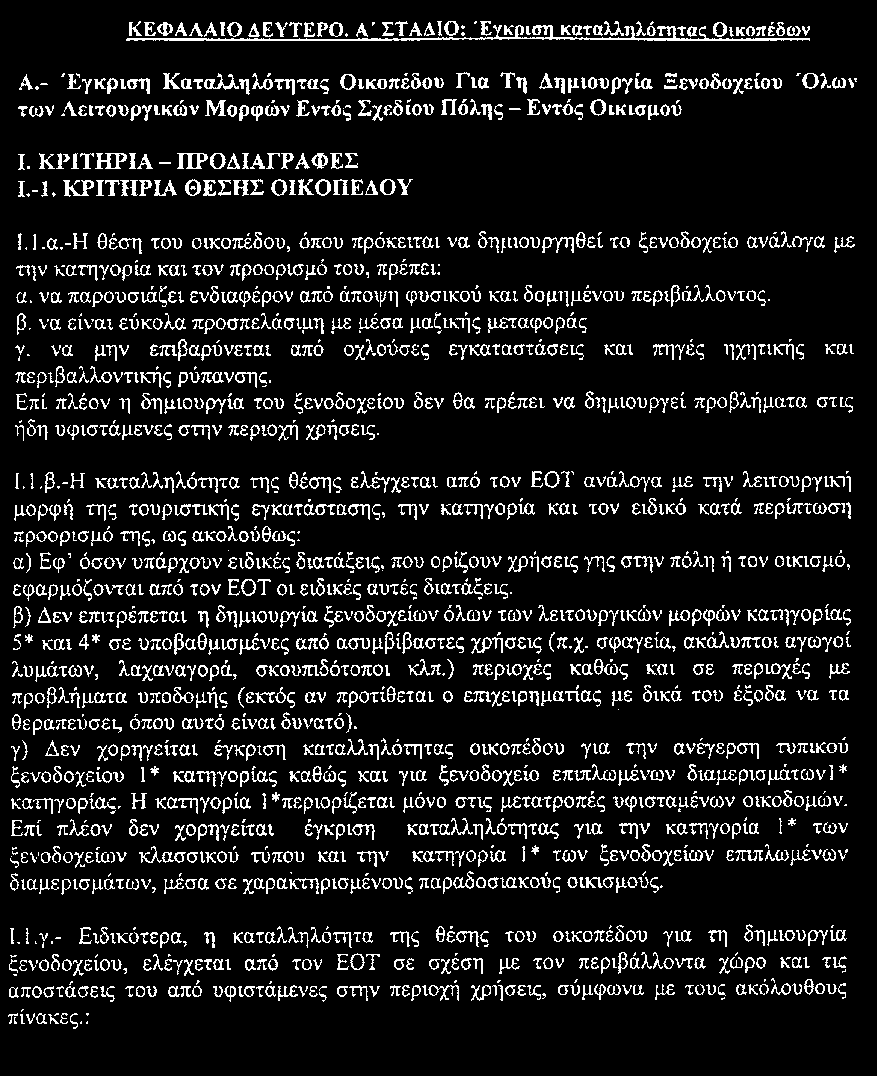 ΚΕΦΑΛΑΙΟ ΔΕΥΤΕΡΟ. Α΄ ΣΤΑΔΙΟ: Έγκριση καταλληλότητας Οικοπέδων
Α.- Έγκριση Καταλληλότητας Οικοπέδου Για Τη Δημιουργία Ξενοδοχείου Όλων
των Λειτουργικών Μορφών Εντός Σχεδίου Πόλης – Εντός Οικισμού
Ι. ΚΡΙΤΗΡΙΑ – ΠΡΟΔΙΑΓΡΑΦΕΣ
Ι.-1. ΚΡΙΤΗΡΙΑ ΘΕΣΗΣ ΟΙΚΟΠΕΔΟΥ
Ι.1.α.-Η θέση του οικοπέδου, όπου πρόκειται να δημιουργηθεί το ξενοδοχείο ανάλογα με
την κατηγορία και τον προορισμό του, πρέπει:
α. να παρουσιάζει ενδιαφέρον από άποψη φυσικού και δομημένου περιβάλλοντος.
β. να είναι εύκολα προσπελάσιμη με μέσα μαζικής μεταφοράς
γ. να μην επιβαρύνεται από οχλούσες εγκαταστάσεις και πηγές ηχητικής και
περιβαλλοντικής ρύπανσης.
Επί πλέον η δημιουργία του ξενοδοχείου δεν θα πρέπει να δημιουργεί προβλήματα στις
ήδη υφιστάμενες στην περιοχή χρήσεις.
Ι.1.β.-Η καταλληλότητα της θέσης ελέγχεται από τον ΕΟΤ ανάλογα με την λειτουργική
μορφή της τουριστικής εγκατάστασης, την κατηγορία και τον ειδικό κατά περίπτωση
προορισμό της, ως ακολούθως:
α) Εφ' όσον υπάρχουν ειδικές διατάξεις, που ορίζουν χρήσεις γης στην πόλη ή τον οικισμό,
εφαρμόζονται από τον ΕΟΤ οι ειδικές αυτές διατάξεις.
β) Δεν επιτρέπεται η δημιουργία ξενοδοχείων όλων των λειτουργικών μορφών κατηγορίας
5* και 4* σε υποβαθμισμένες από ασυμβίβαστες χρήσεις (π.χ. σφαγεία, ακάλυπτοι αγωγοί
λυμάτων, λαχαναγορά, σκουπιδότοποι κλπ.) περιοχές καθώς και σε περιοχές με
προβλήματα υποδομής (εκτός αν προτίθεται ο επιχειρηματίας με δικά του έξοδα να τα
θεραπεύσει, όπου αυτό είναι δυνατό).
γ) Δεν χορηγείται έγκριση καταλληλότητας οικοπέδου για την ανέγερση τυπικού
ξενοδοχείου 1* κατηγορίας καθώς και για ξενοδοχείο επιπλωμένων διαμερισμάτων1*
κατηγορίας. Η κατηγορία 1*περιορίζεται μόνο στις μετατροπές υφισταμένων οικοδομών.
Επί πλέον δεν χορηγείται έγκριση καταλληλότητας για την κατηγορία 1* των
ξενοδοχείων κλασσικού τύπου και την κατηγορία 1* των ξενοδοχείων επιπλωμένων
διαμερισμάτων, μέσα σε χαρακτηρισμένους παραδοσιακούς οικισμούς.
Ι.1.γ.- Ειδικότερα, η καταλληλότητα της θέσης του οικοπέδου για τη δημιουργία
ξενοδοχείου, ελέγχεται από τον ΕΟΤ σε σχέση με τον περιβάλλοντα χώρο και τις
αποστάσεις του από υφιστάμενες στην περιοχή χρήσεις, σύμφωνα με τους ακόλουθους
πίνακες.: